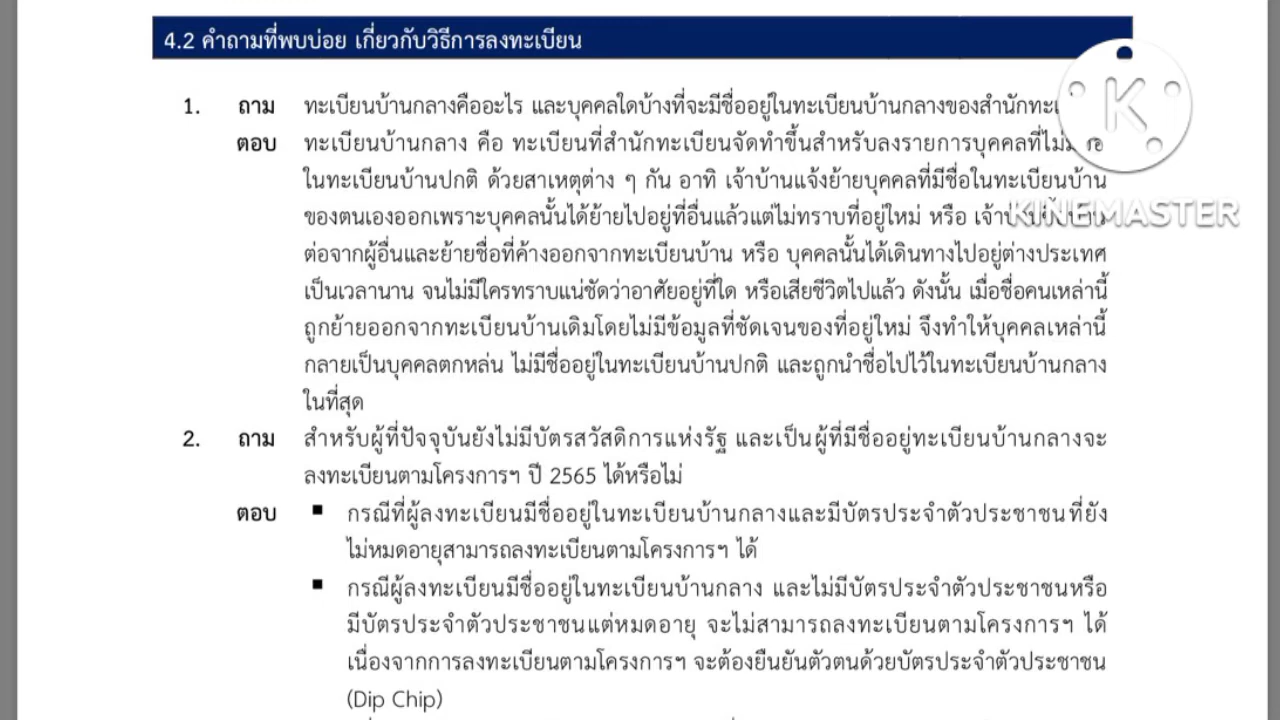 4.2 คำถามที่พบบ่อย เกี่ยวกับวิธีการลงทะเบียน
1. ถาม ทะเบียนบ้านกลางคืออะไร และบุคคลใดบ้างที่จะมีชื่ออยู่ในทะเบียนบ้านกลางของสำนัก
ตอบ ทะเบียนบ้านกลาง คือ ทะเบียนที่สำนักทะเบียนจัดทำขึ้นสำหรับลงรายการบุคคลที่
ในทะเบียนบ้านปกติ ด้วยสาเหตุต่าง ๆ กัน อาทิ เจ้าบ้านแจ้งย้ายบุคคลที่มีชื่อในทะเบียนบ้าน
ของตนเองออกเพราะบุคคลนั้นได้ย้ายไปอยู่ที่อื่นแล้วแต่ไม่ทราบที่อยู่ใหม่ หรือ
KINEMASTER
ต่อจากผู้อื่นและย้ายชื่อที่ค้างออกจากทะเบียนบ้าน หรือ บุคคลนั้นได้เดินทางไปอยู่ต่างประเทศ
เป็นเวลานาน จนไม่มีใครทราบแน่ชัดว่าอาศัยอยู่ที่ใด หรือเสียชีวิตไปแล้ว ดังนั้น เมื่อชื่อคนเหล่านี้
ถูกย้ายออกจากทะเบียนบ้านเดิมโดยไม่มีข้อมูลที่ชัดเจนของที่อยู่ใหม่ จึงทำให้บุคคลเหล่านี้
กลายเป็นบุคคลตกหล่น ไม่มีชื่ออยู่ในทะเบียนบ้านปกติ และถูกนำชื่อไปไว้ในทะเบียนบ้านกลาง
ในที่สุด
2. ถาม สำหรับผู้ที่ปัจจุบันยังไม่มีบัตรสวัสดิการแห่งรัฐ และเป็นผู้ที่มีชื่ออยู่ทะเบียนบ้านกลางจะ
ลงทะเบียนตามโครงการฯ ปี 2565 ได้หรือไม่
ตอบ ▪ กรณีที่ผู้ลงทะเบียนมีชื่ออยู่ในทะเบียนบ้านกลางและมีบัตรประจำตัวประชาชนที่ยัง
ไม่หมดอายุสามารถลงทะเบียนตามโครงการฯ ได้
▪ กรณีผู้ลงทะเบียนมีชื่ออยู่ในทะเบียนบ้านกลาง และไม่มีบัตรประจำตัวประชาชนหรือ
มีบัตรประจำตัวประชาชนแต่หมดอายุ จะไม่สามารถลงทะเบียนตามโครงการฯ ได้
เนื่องจากการลงทะเบียนตามโครงการฯ จะต้องยืนยันตัวตนด้วยบัตรประจำตัวประชาชน
(Dip Chip)